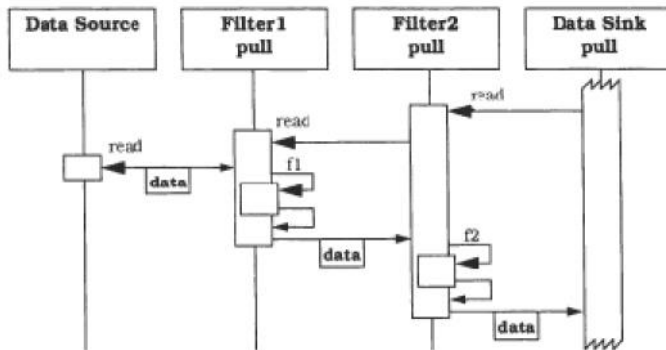 Data Source
Filter1
pull
Filter2
pull
Data Sink
pull
read
read
read
data
f1
data
f2
data